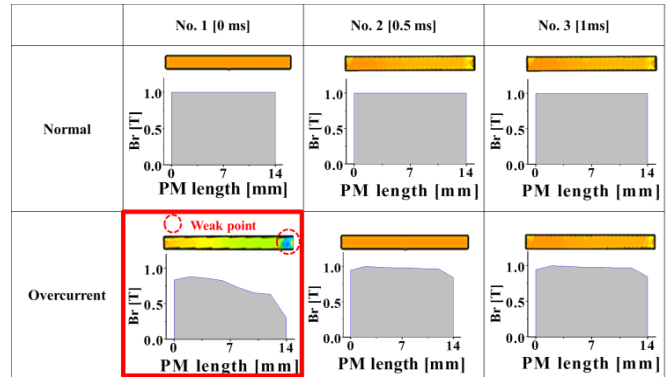 No. 1 [0 ms] No. 2 [0.5 ms] No. 3 [1ms]
Normal
1.0
0.5
0.0
Br [T]
0 7 14
PM length [mm]
1.0
0.5
0.0
Br [T]
0 7 14
PM length [mm]
1.0
0.5
0.0
Br [T]
0 7 14
PM length [mm]
Overcurrent
Weak point
1.0
0.5
0.0
Br [T]
0 7 14
PM length [mm]
1.0
0.5
0.0
Br [T]
0 7 14
PM length [mm]
1.0
0.5
0.0
Br [T]
0 7 14
PM length [mm]